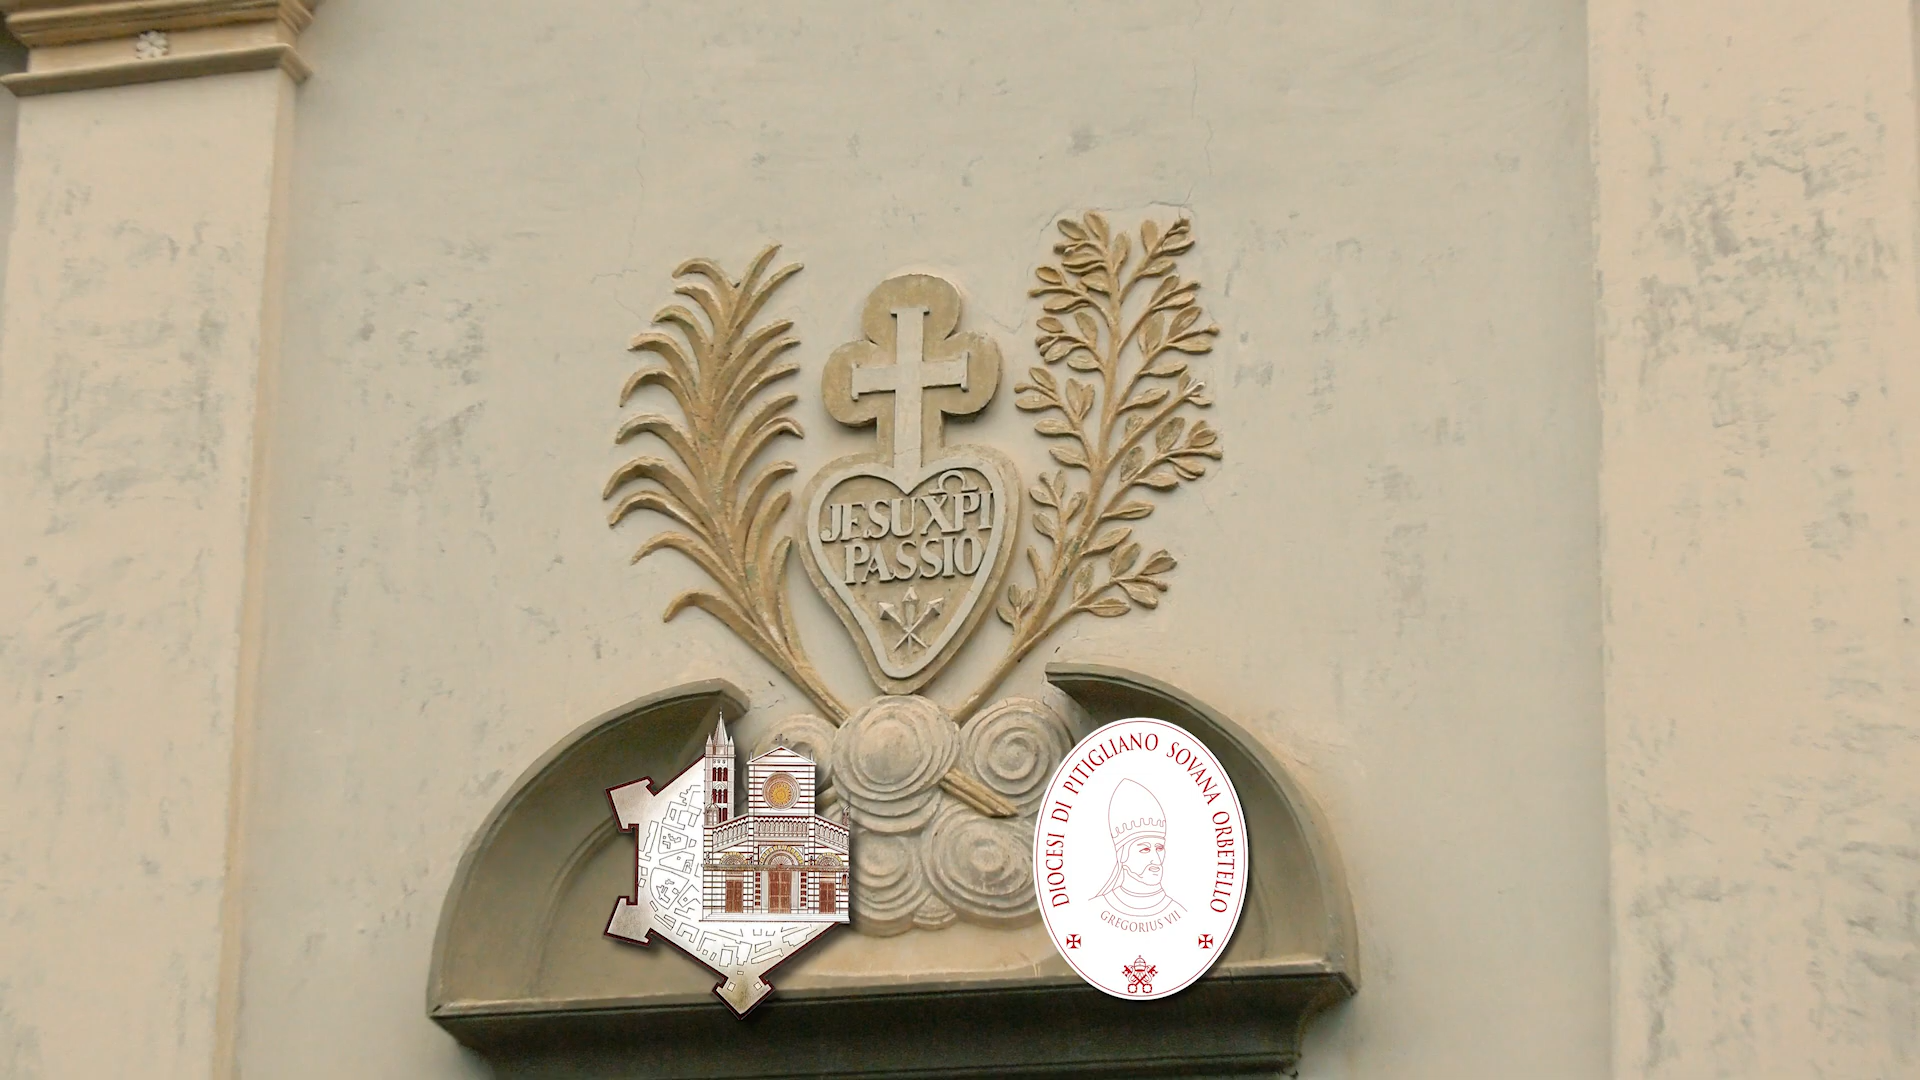 JESU XPI
PASSIO
DIOCESI DI PITIGLIANO SOVANA ORBETELLO
GREGORIUS VII